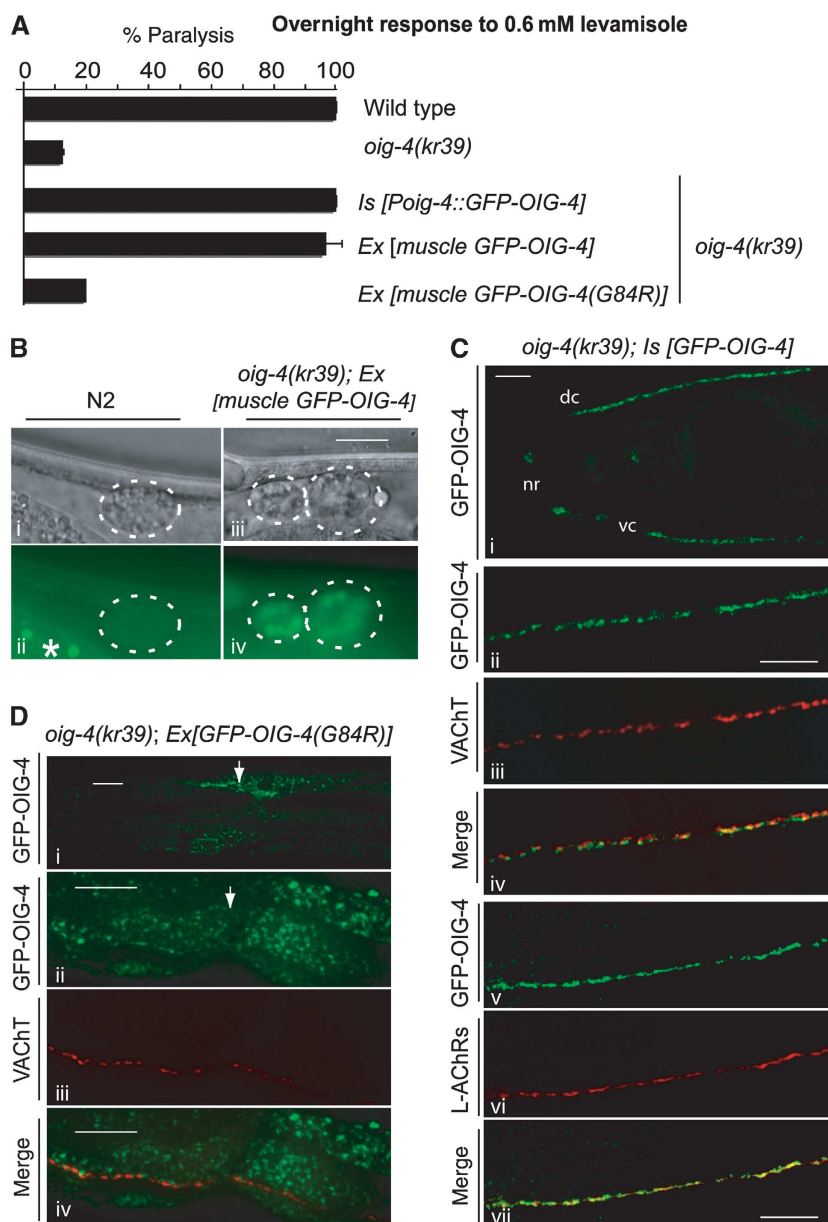 A
Overnight response to 0.6 mM levamisole
% Paralysis
0 20 40 60 80 100
Wild type
oig-4(kr39)
Is [Poig-4::GFP-OIG-4]
Ex [muscle GFP-OIG-4]
Ex [muscle GFP-OIG-4(G84R)]
oig-4(kr39)
B
N2
oig-4(kr39); Ex
[muscle GFP-OIG-4]
i
iii
ii
*
iv
C
oig-4(kr39); Is [GFP-OIG-4]
GFP-OIG-4
dc
nr
vc
i
GFP-OIG-4
ii
VAChT
iii
Merge
iv
GFP-OIG-4
v
L-AChRs
vi
Merge
vii
D
oig-4(kr39); Ex[GFP-OIG-4(G84R)]
GFP-OIG-4
i
GFP-OIG-4
ii
VAChT
iii
Merge
iv